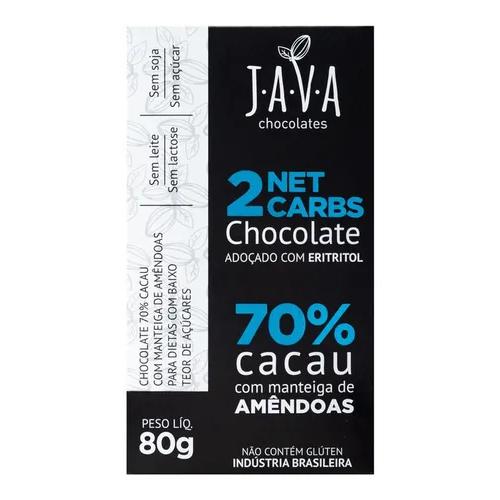 Sem soja
Sem açúcar
Sem leite
Sem lactose
CHOCOLATE 70% CACAU
COM MANTEIGA DE AMÊNDOAS
PARA DIETAS COM BAIXO
TEOR DE AÇÚCARES
PESO LÍQ.
80g
J.A.V.A
chocolates
2 NET
CARBS
Chocolate
ADOÇADO COM ERITRITOL
70%
cacau
com manteiga de
AMÊNDOAS
NÃO CONTÉM GLÚTEN
INDÚSTRIA BRASILEIRA